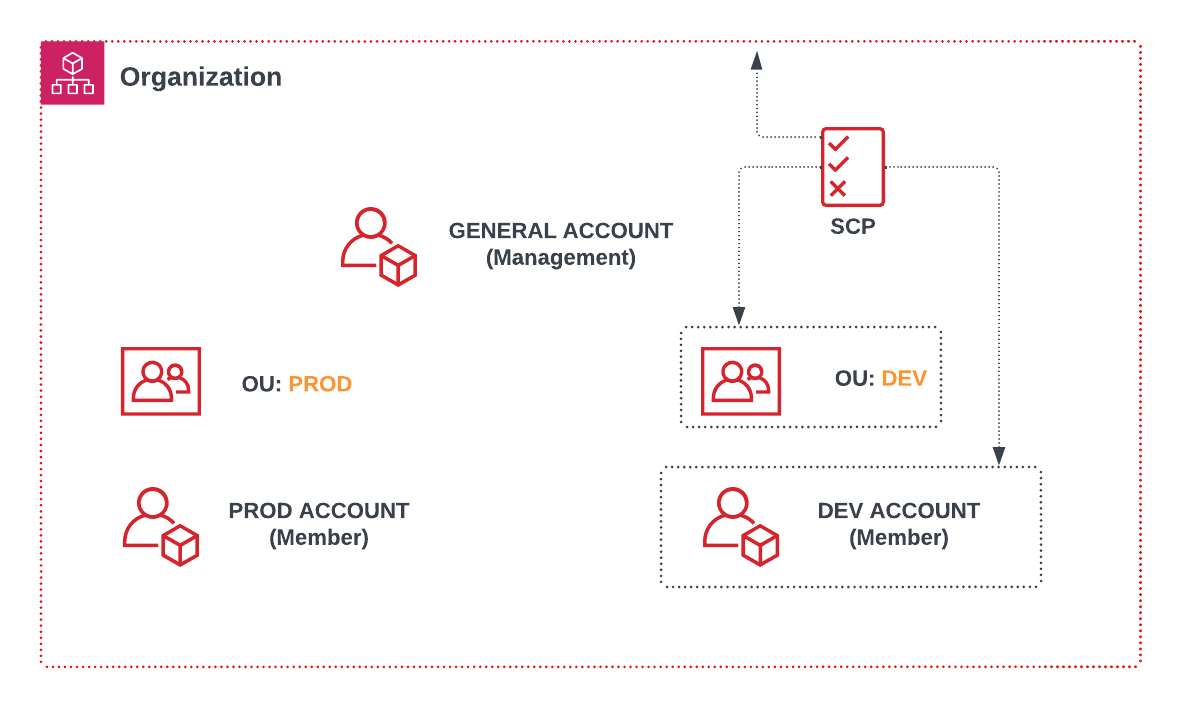 Organization
SCP
GENERAL ACCOUNT
(Management)
OU: PROD
OU: DEV
PROD ACCOUNT
(Member)
DEV ACCOUNT
(Member)